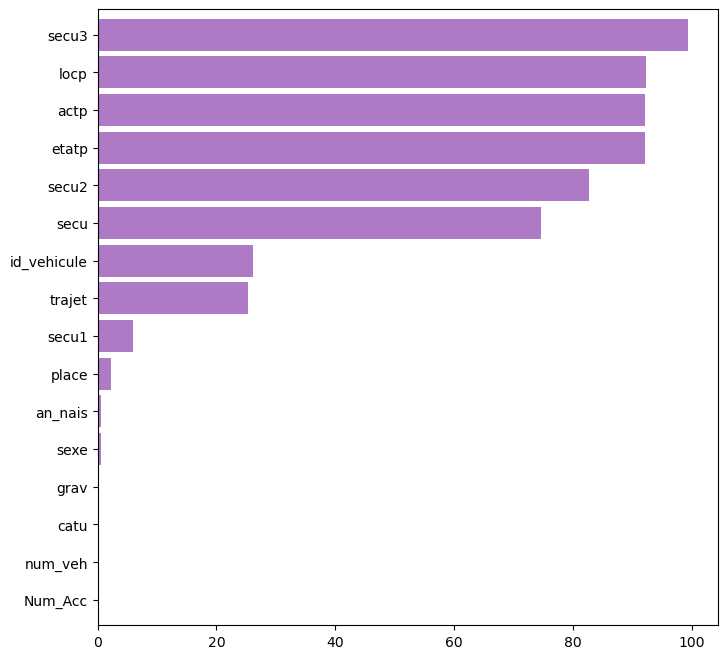 secu3
locp
actp
etatp
secu2
secu
id_vehicule
trajet
secu1
place
an_nais
sexe
grav
catu
num_veh
Num_Acc
0 20 40 60 80 100